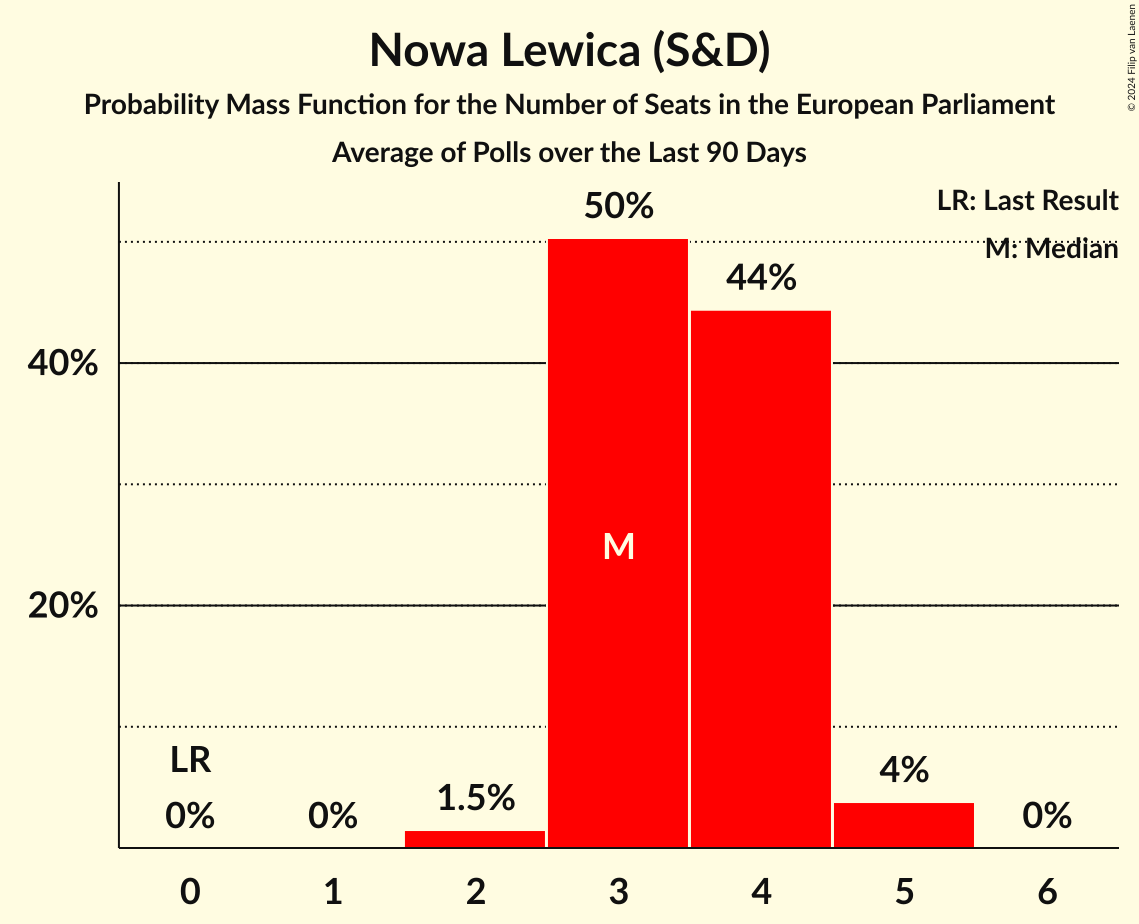 Nowa Lewica (S&D)
Probability Mass Function for the Number of Seats in the European Parliament
Average of Polls over the Last 90 Days
© 2024 Filip van Laenen
LR: Last Result
M: Median
50%
44%
40%
M
20%
LR
0%
0%
1.5%
4%
0%
0 1 2 3 4 5 6